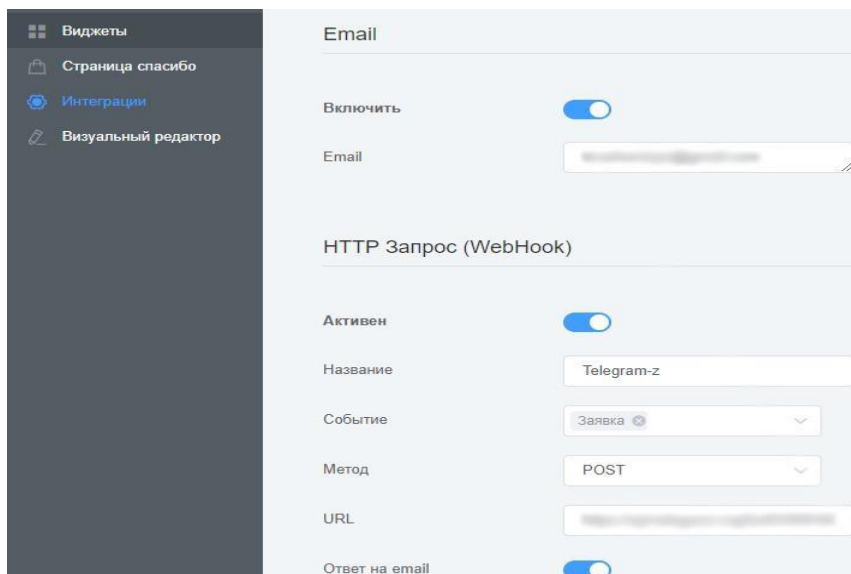 Виджеты
Страница спасибо
Интеграции
Визуальный редактор
Email
Включить
Email
HTTP Запрос (WebHook)
Активен
Название
Telegram-z
Событие
Заявка
Метод
POST
URL
Ответ на email